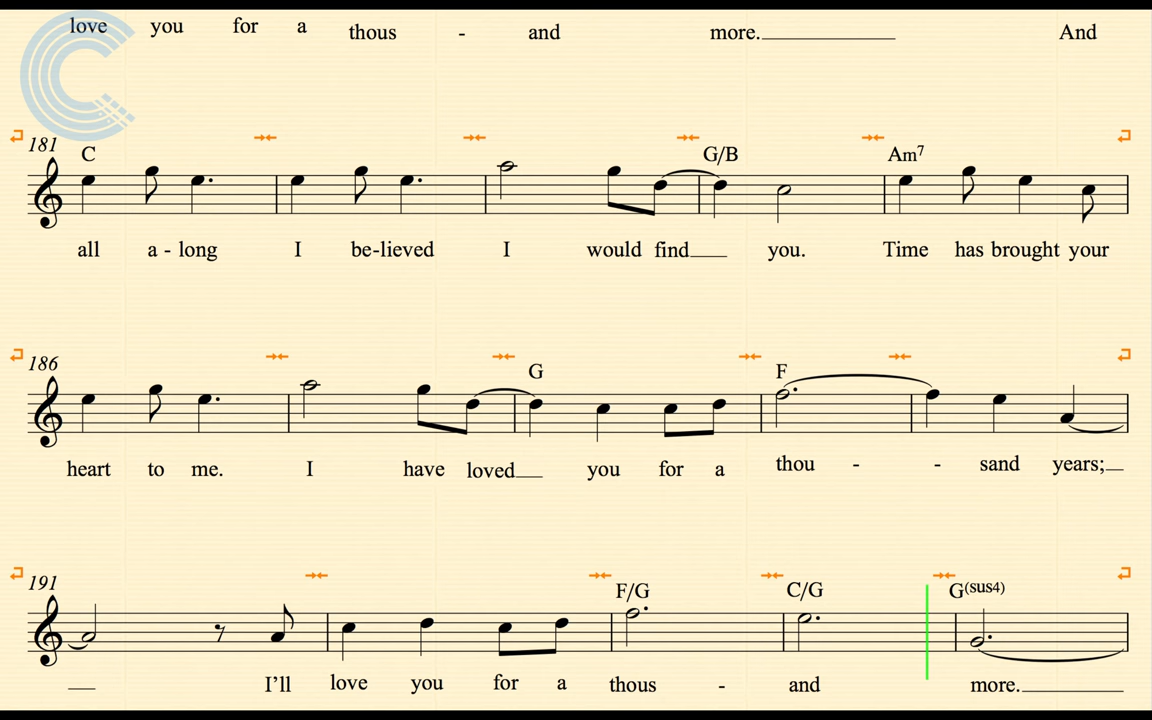 love you for a thous - and more. And
181 C G/B Am7
all a - long I be-lieved I would find you. Time has brought your
186 G F
heart to me. I have loved you for a thou - - sand years;
191 F/G C/G G(sus4)
I'll love you for a thous - and more.